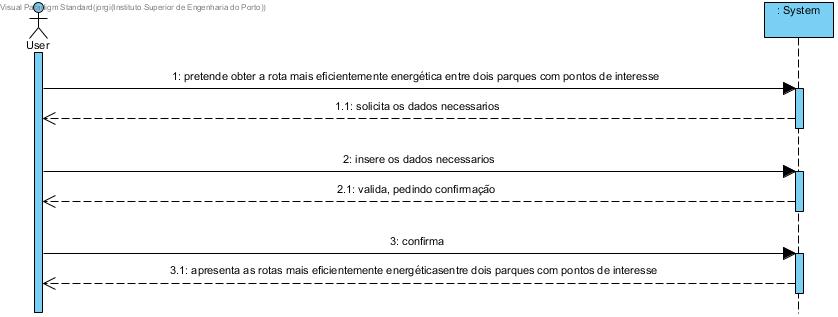 Visual Paradigm Standard(jorgi(Instituto Superior de Engenharia do Porto))
: System
User
1: pretende obter a rota mais eficientemente energética entre dois parques com pontos de interesse
1.1: solicita os dados necessarios
2: insere os dados necessarios
2.1: valida, pedindo confirmação
3: confirma
3.1: apresenta as rotas mais eficientemente energéticasentre dois parques com pontos de interesse